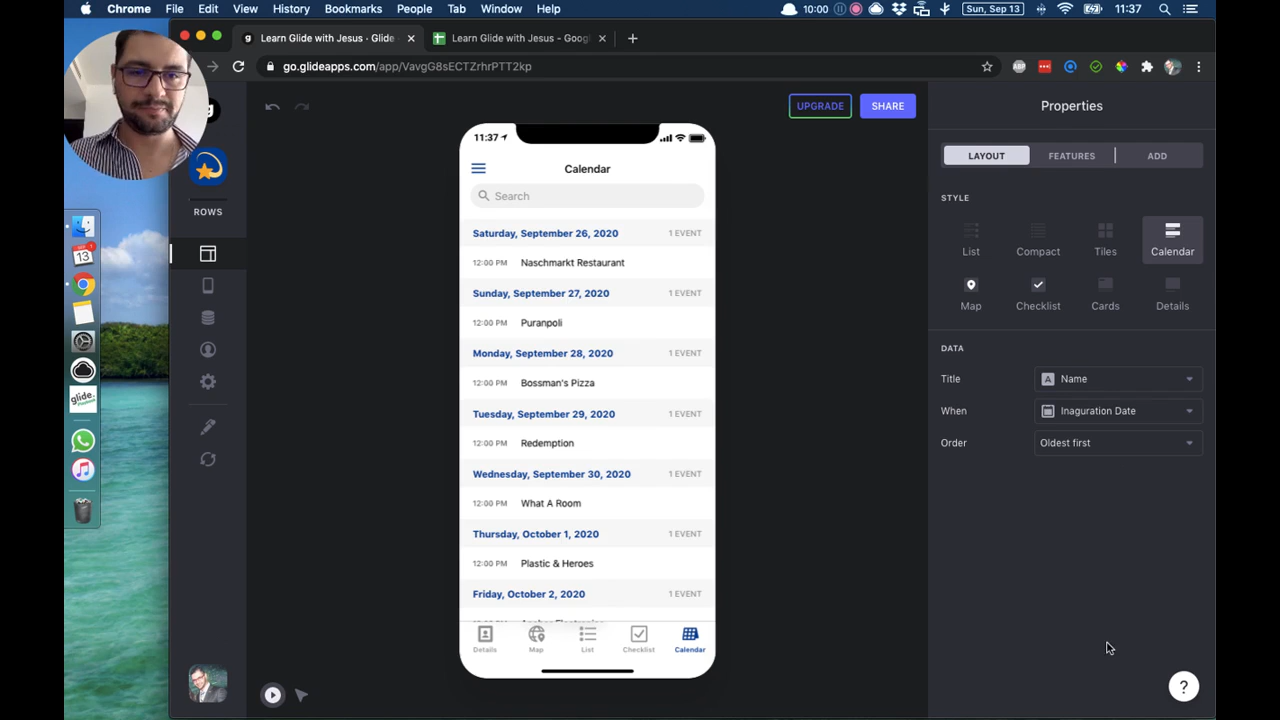 Chrome File Edit View History Bookmarks People Tab Window Help 10:00 Sun, Sep 13 11:37
Learn Glide with Jesus · Glide
Learn Glide with Jesus – Goog
go.glideapps.com/app/VavgG8sECTZrhrPTT2kp
UPGRADE SHARE
ROWS
13
glide
11:37
Calendar
Search
Saturday, September 26, 2020 1 EVENT
12:00 PM Naschmarkt Restaurant
Sunday, September 27, 2020 1 EVENT
12:00 PM Puranpoli
Monday, September 28, 2020 1 EVENT
12:00 PM Bossman's Pizza
Tuesday, September 29, 2020 1 EVENT
12:00 PM Redemption
Wednesday, September 30, 2020 1 EVENT
12:00 PM What A Room
Thursday, October 1, 2020 1 EVENT
12:00 PM Plastic & Heroes
Friday, October 2, 2020 1 EVENT
Details Map List Checklist Calendar
Properties
LAYOUT FEATURES ADD
STYLE
List Compact Tiles Calendar
Map Checklist Cards Details
DATA
Title A Name
When Inaguration Date
Order Oldest first
?